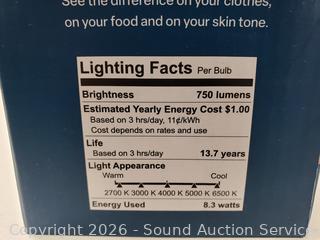 See the difference on your clothes,
on your food and on your skin tone.
Lighting Facts Per Bulb
Brightness 750 lumens
Estimated Yearly Energy Cost $1.00
Based on 3 hrs/day, 11¢/kWh
Cost depends on rates and use
Life
Based on 3 hrs/day 13.7 years
Light Appearance
Warm Cool
2700 K 3000 K 4000 K 5000 K 6500 K
Energy Used 8.3 watts
Copyright 2026 - Sound Auction Service